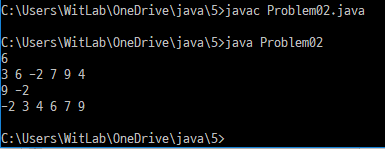 C:\Users\WitLab\OneDrive\java\5>javac Problem02.java
C:\Users\WitLab\OneDrive\java\5>java Problem02
6
3 6 -2 7 9 4
9 -2
-2 3 4 6 7 9
C:\Users\WitLab\OneDrive\java\5>